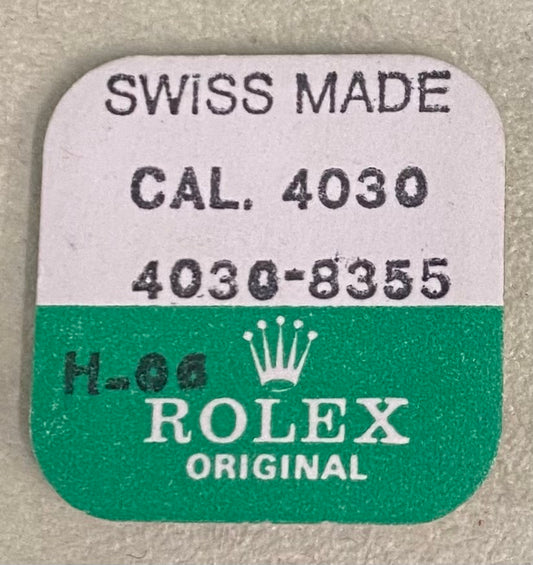 SWiSS MADE
CAL. 4030
4030-8355
H-06
ROLEX
ORIGINAL